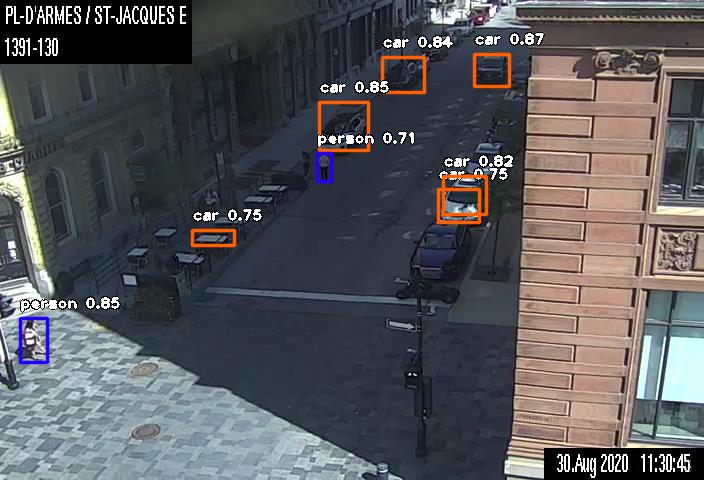 PL-D'ARMES / ST-JACQUES E
1391-130
car 0.84
car 0.87
car 0.85
person 0.71
car 0.82
car 0.75
car 0.75
person 0.85
30.Aug 2020 11:30:45